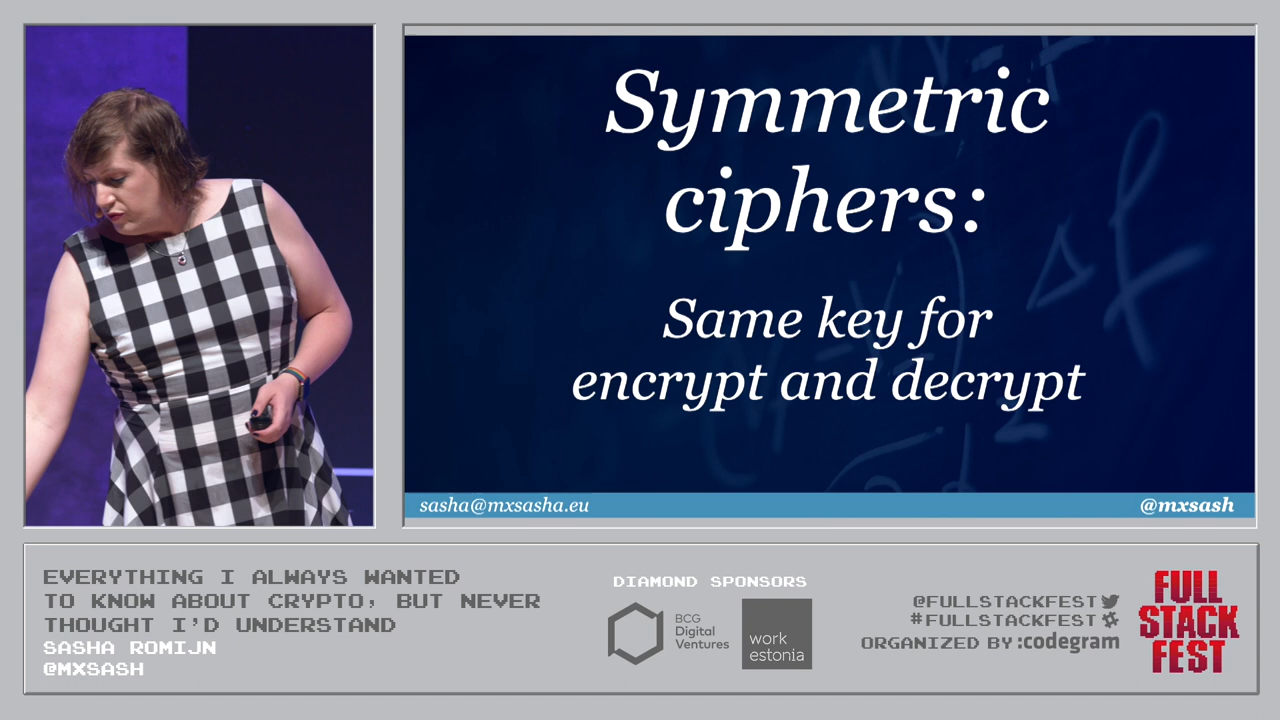 Symmetric
ciphers:
Same key for
encrypt and decrypt
sasha@mxsasha.eu
@mxsash
EVERYTHING I ALWAYS WANTED
TO KNOW ABOUT CRYPTO, BUT NEVER
THOUGHT I'D UNDERSTAND
SASHA ROMIJN
@MXSASH
DIAMOND SPONSORS
BCG
Digital
Ventures
work
estonia
@FULLSTACKFEST
#FULLSTACKFEST
ORGANIZED BY :codegram
FULL
STACK
FEST